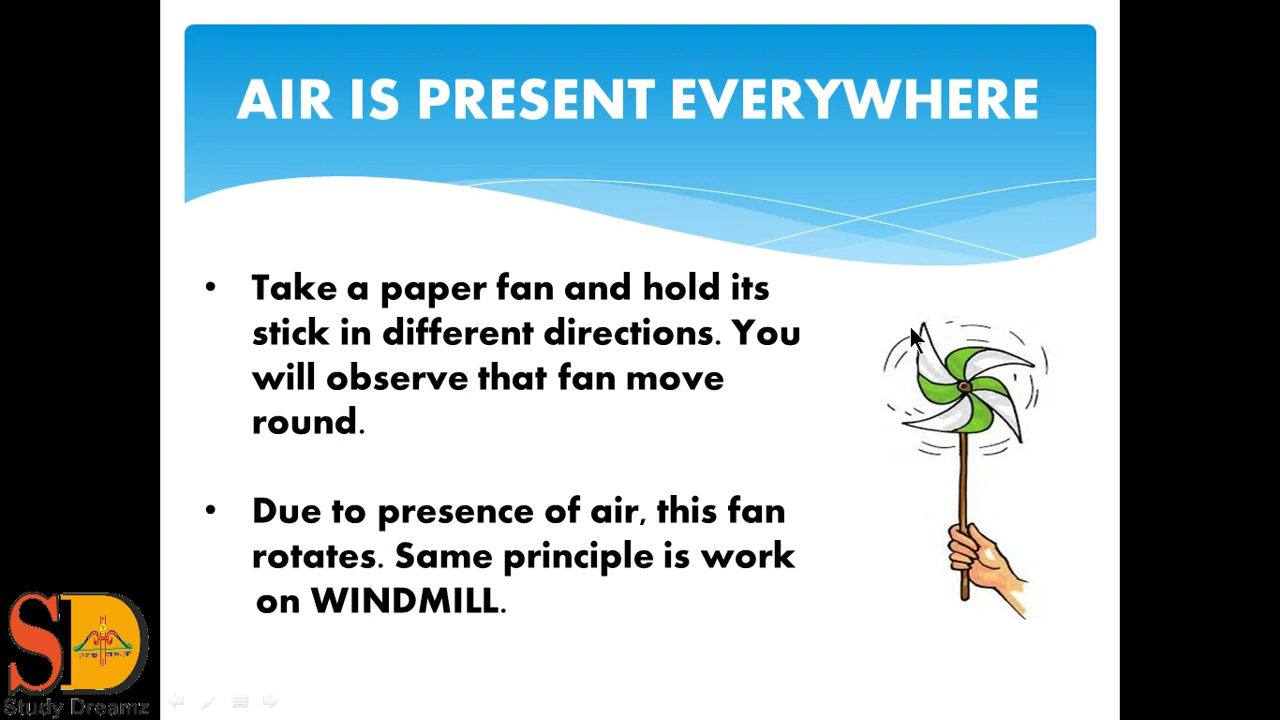 AIR IS PRESENT EVERYWHERE
• Take a paper fan and hold its
stick in different directions. You
will observe that fan move
round.
• Due to presence of air, this fan
rotates. Same principle is work
on WINDMILL.
SD
Study Dreamz